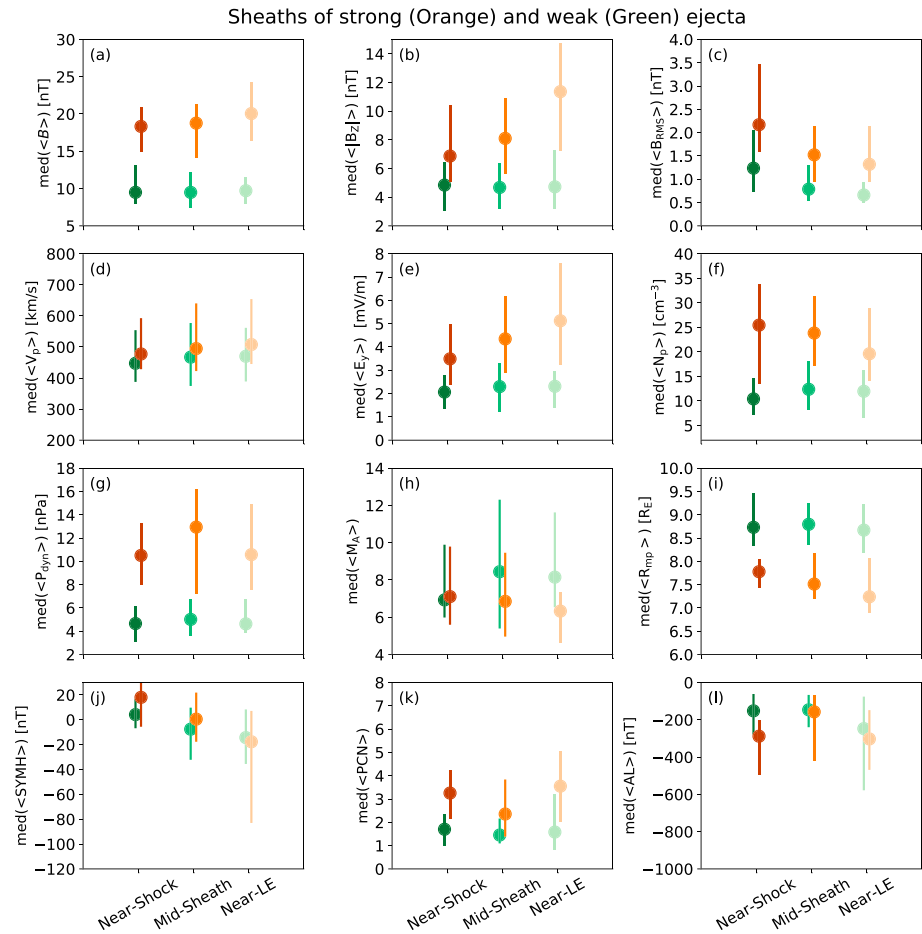 Sheaths of strong (Orange) and weak (Green) ejecta
(a)
med(<B>) [nT]
30
25
20
15
10
5
(b)
med(<|B_Z|>) [nT]
14
12
10
8
6
4
2
(c)
med(<B_RMS>) [nT]
4.0
3.5
3.0
2.5
2.0
1.5
1.0
0.5
0.0
(d)
med(<V_p>) [km/s]
800
700
600
500
400
300
200
(e)
med(<E_y>) [mV/m]
8
7
6
5
4
3
2
1
0
(f)
med(<N_p>) [cm⁻³]
40
35
30
25
20
15
10
5
(g)
med(<P_dyn>) [nPa]
18
16
14
12
10
8
6
4
2
(h)
med(<M_A>)
14
12
10
8
6
4
(i)
med(<R_mp>) [R_E]
10.0
9.5
9.0
8.5
8.0
7.5
7.0
6.5
6.0
(j)
med(<SYMH>) [nT]
20
0
−20
−40
−60
−80
−100
−120
Near-Shock
Mid-Sheath
Near-LE
(k)
med(<PCN>)
8
7
6
5
4
3
2
1
0
Near-Shock
Mid-Sheath
Near-LE
(l)
med(<AL>) [nT]
0
−200
−400
−600
−800
−1000
Near-Shock
Mid-Sheath
Near-LE